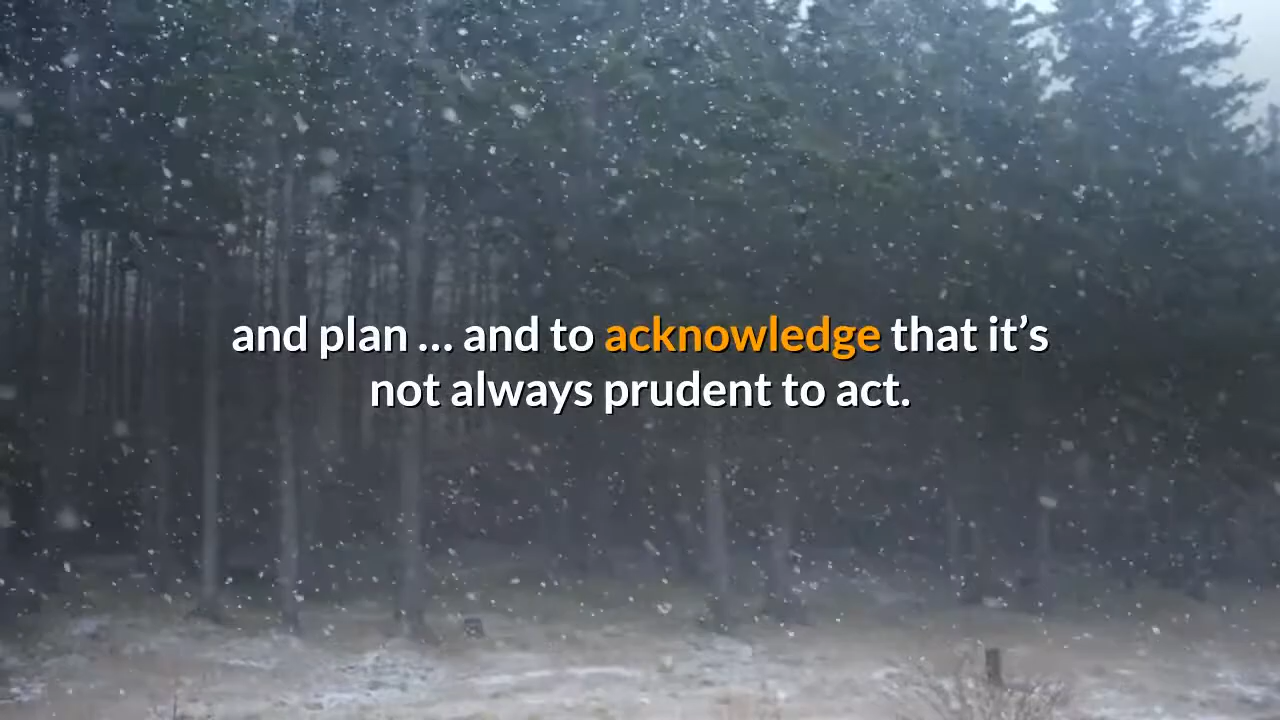 and plan … and to acknowledge that it’s
not always prudent to act.